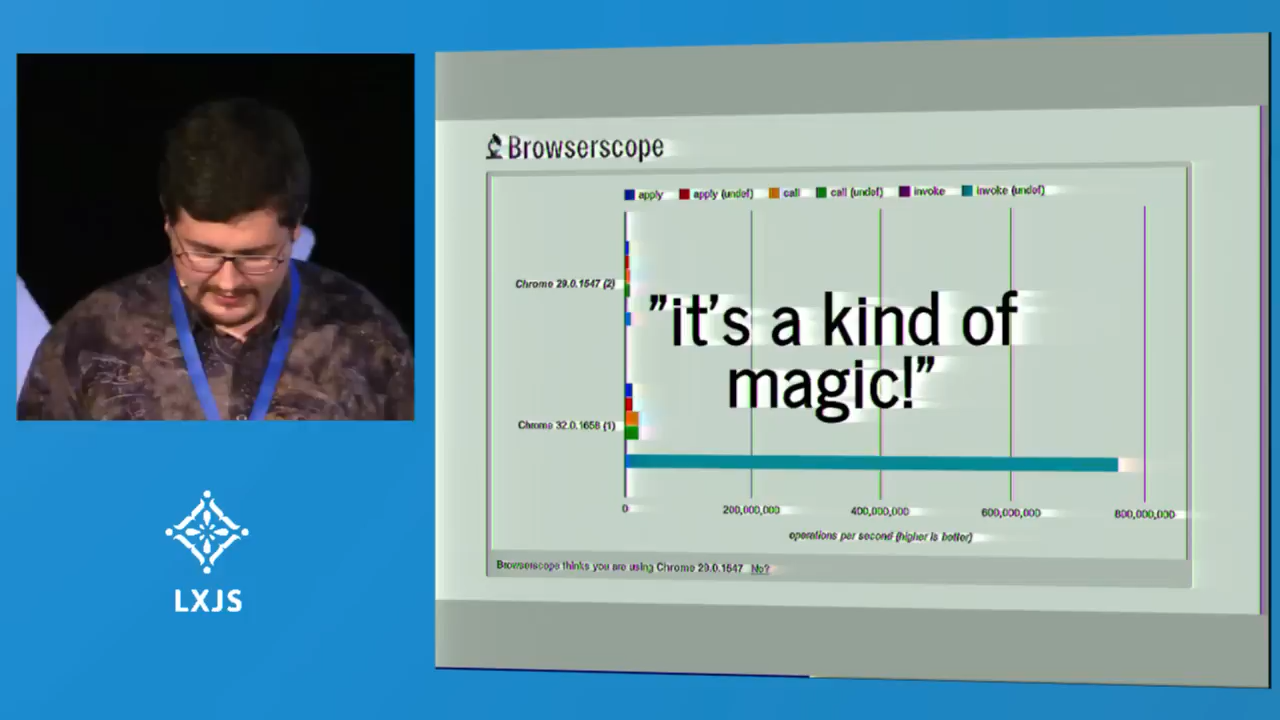 Browserscope
apply apply (undef) call call (undef) invoke invoke (undef)
Chrome 29.0.1547 (2)
"it's a kind of
magic!"
Chrome 32.0.1658 (1)
0 200,000,000 400,000,000 600,000,000 800,000,000
operations per second (higher is better)
Browserscope thinks you are using Chrome 29.0.1547 No?
LXJS